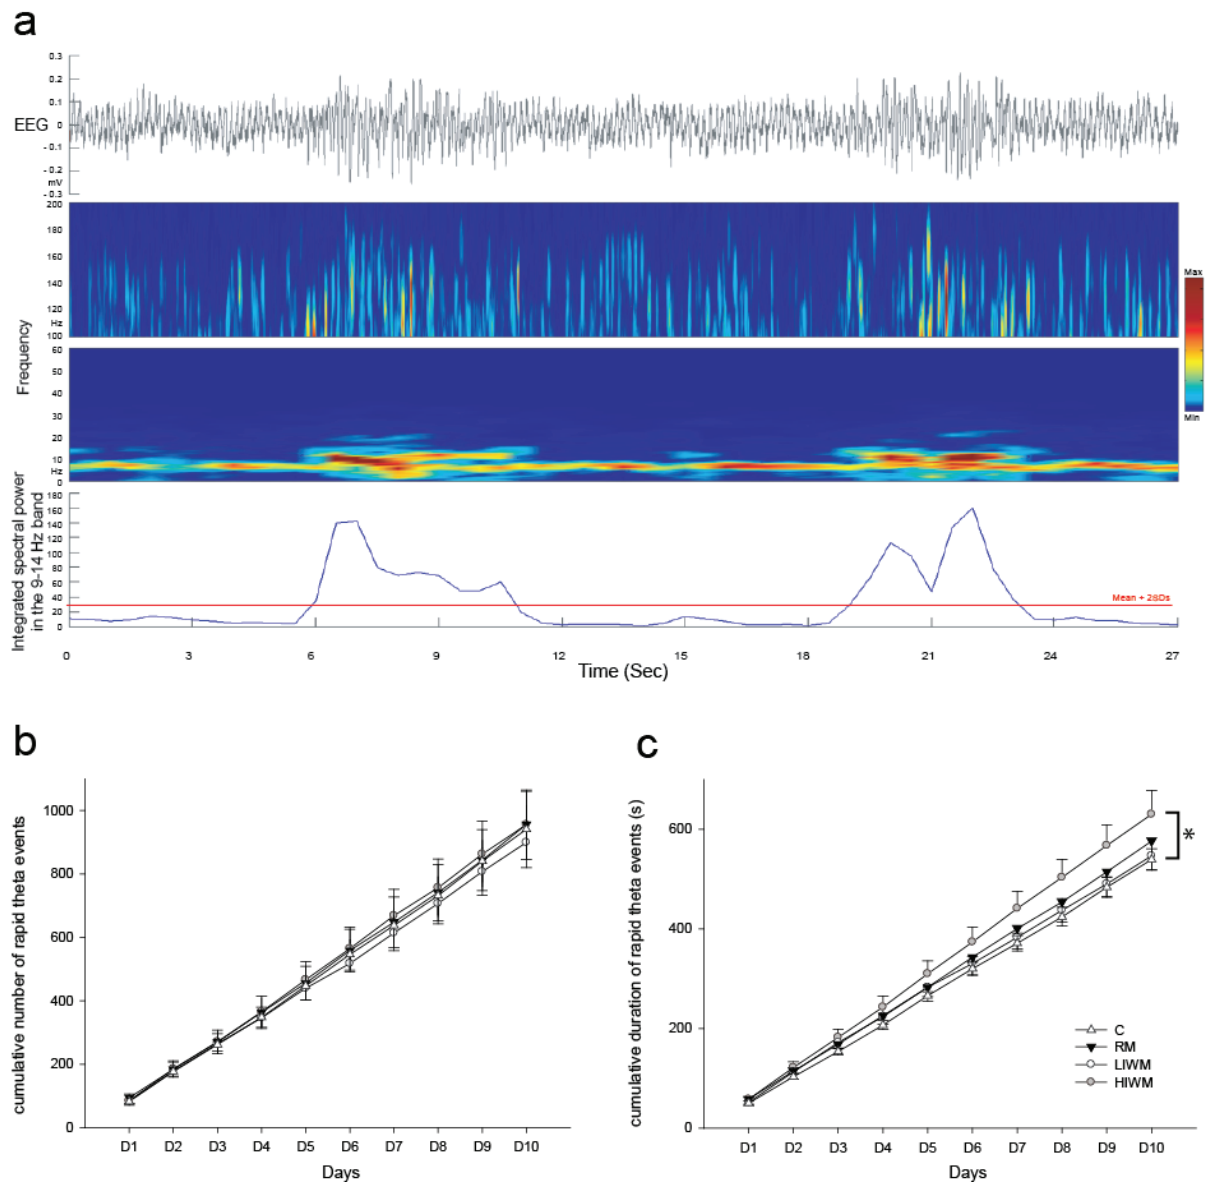 a
0.3
0.2
0.1
EEG 0
- 0.1
- 0.2
mV
- 0.3
200
180
160
140
120
Hz
100
Max
Min
Frequency
60
50
40
30
20
10
Hz
0
Integrated spectral power
in the 9-14 Hz band
180
160
140
120
100
80
60
40
20
0
Mean + 2SDs
0 3 6 9 12 15 18 21 24 27
Time (Sec)
b
cumulative number of rapid theta events
1000
800
600
400
200
0
D1 D2 D3 D4 D5 D6 D7 D8 D9 D10
Days
c
cumulative duration of rapid theta events (s)
600
400
200
0
*
C
RM
LIWM
HIWM
D1 D2 D3 D4 D5 D6 D7 D8 D9 D10
Days